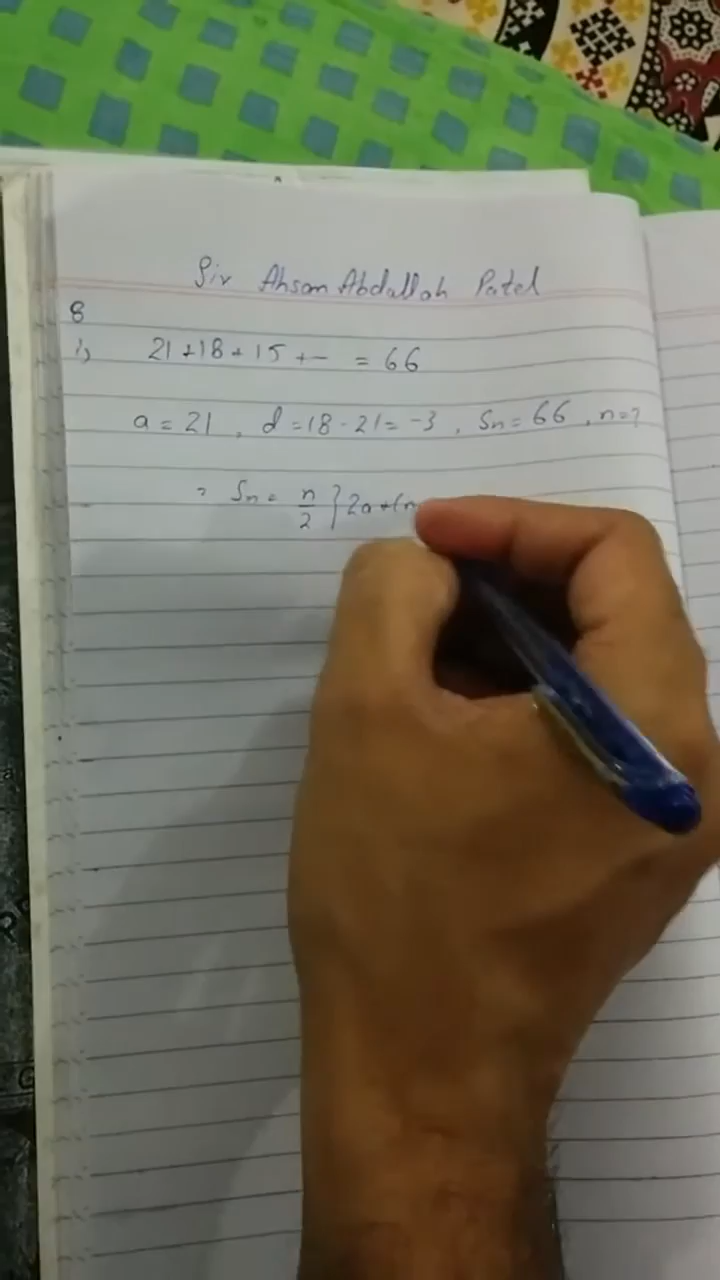 Sir Ahsan Abdallah Patel
8
i, 21 + 18 + 15 + - = 66
a = 21 , d = 18 - 21 = -3 , Sn = 66 , n = ?
Sn = n/2 } 2a + (n